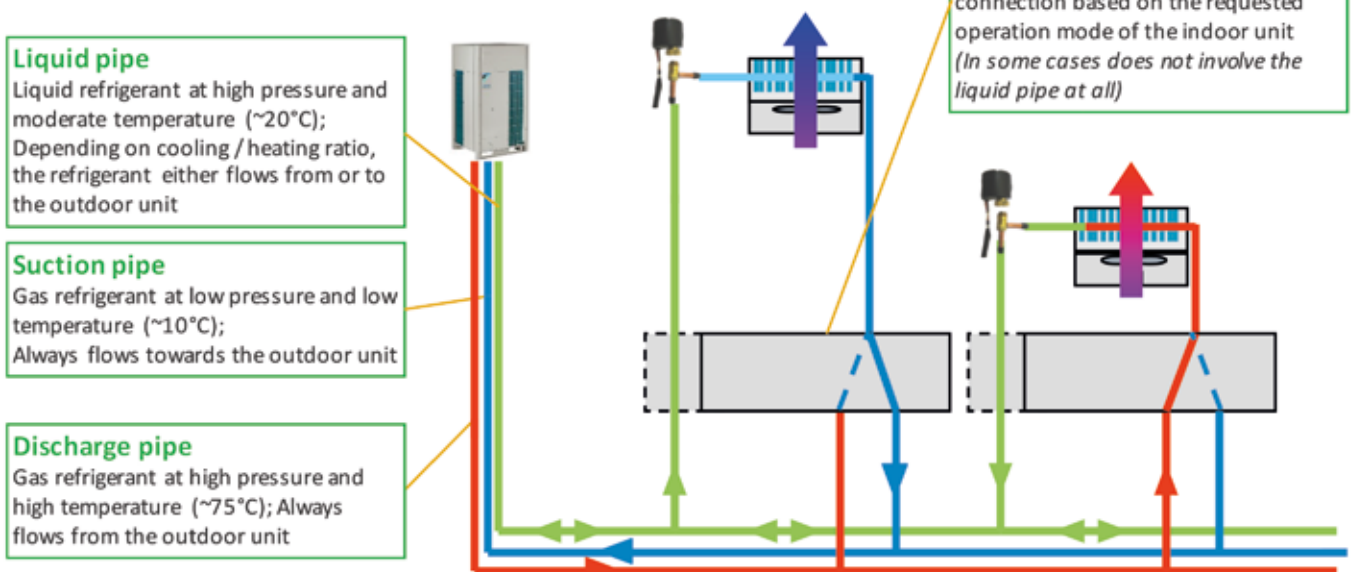 Liquid pipe
Liquid refrigerant at high pressure and
moderate temperature (~20°C);
Depending on cooling / heating ratio,
the refrigerant either flows from or to
the outdoor unit
Suction pipe
Gas refrigerant at low pressure and low
temperature (~10°C);
Always flows towards the outdoor unit
Discharge pipe
Gas refrigerant at high pressure and
high temperature (~75°C); Always
flows from the outdoor unit
connection based on the requested
operation mode of the indoor unit
(In some cases does not involve the
liquid pipe at all)